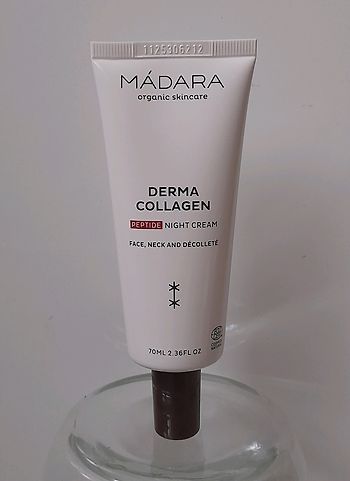 1125306212
MÁDARA
organic skincare
DERMA
COLLAGEN
PEPTIDE NIGHT CREAM
FACE, NECK AND DÉCOLLETÉ
70ML 2.36FL OZ